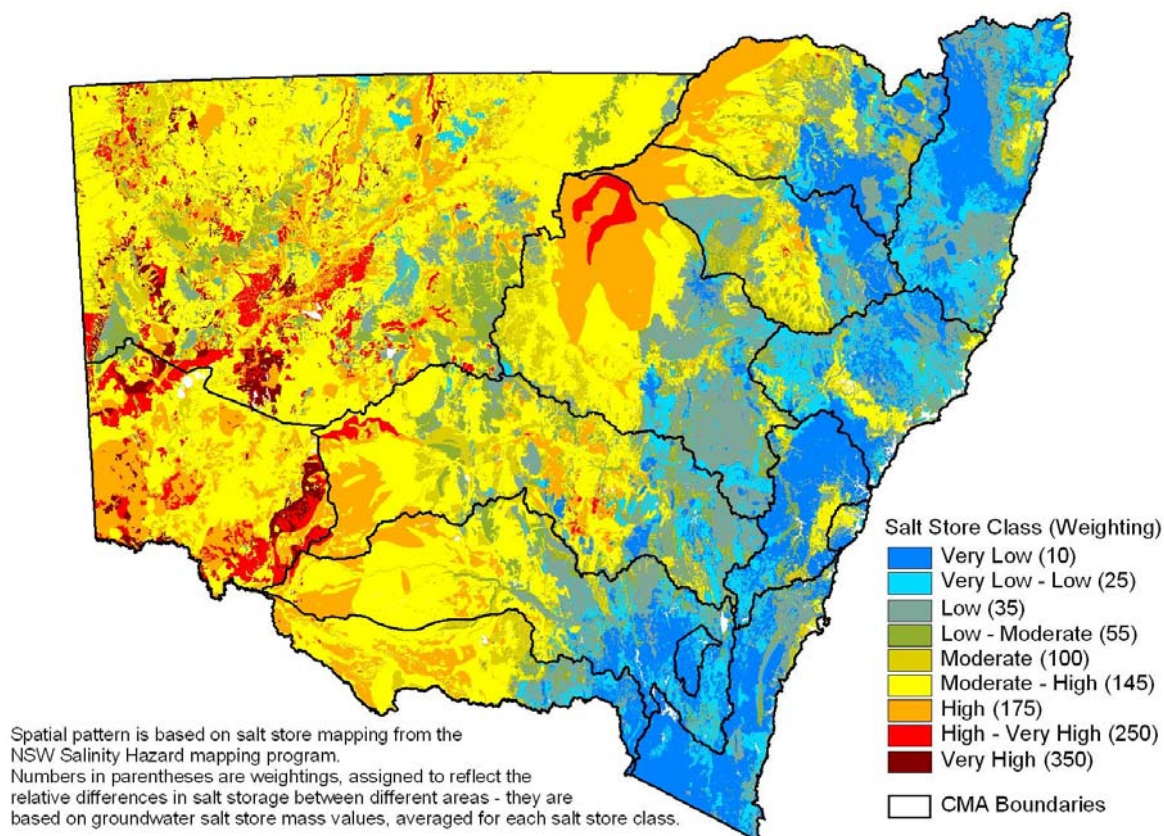 Salt Store Class (Weighting)
Very Low (10)
Very Low - Low (25)
Low (35)
Low - Moderate (55)
Moderate (100)
Moderate - High (145)
High (175)
High - Very High (250)
Very High (350)
CMA Boundaries
Spatial pattern is based on salt store mapping from the
NSW Salinity Hazard mapping program.
Numbers in parentheses are weightings, assigned to reflect the
relative differences in salt storage between different areas - they are
based on groundwater salt store mass values, averaged for each salt store class.